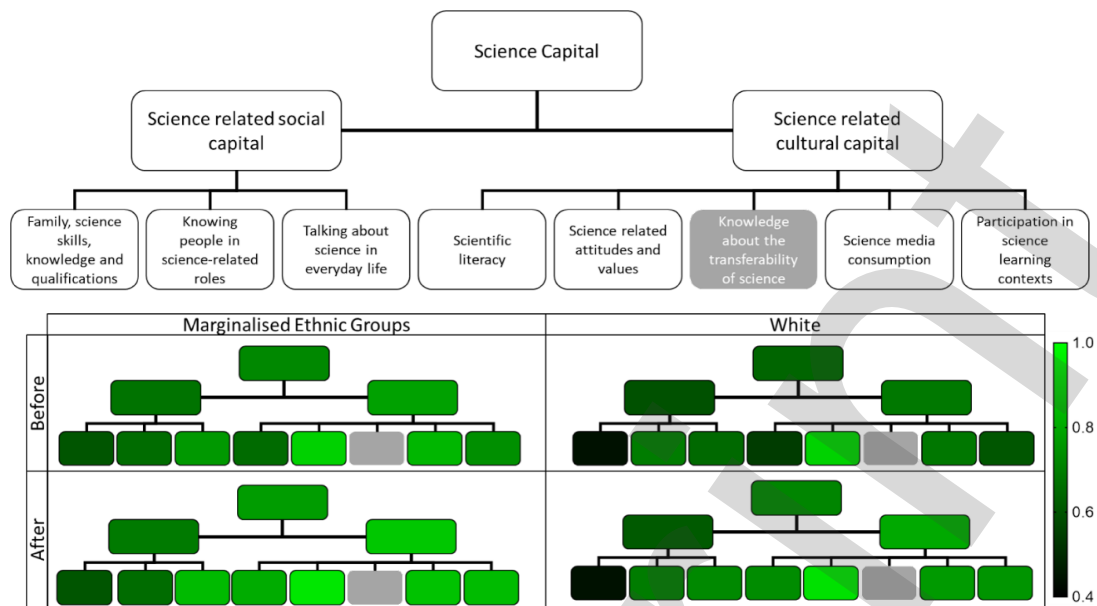 Science Capital
Science related social
capital
Science related
cultural capital
Family, science
skills,
knowledge and
qualifications
Knowing
people in
science-related
roles
Talking about
science in
everyday life
Scientific
literacy
Science related
attitudes and
values
Knowledge
about the
transferability
of science
Science media
consumption
Participation in
science
learning
contexts
Marginalised Ethnic Groups
White
Before
After
1.0
0.8
0.6
0.4